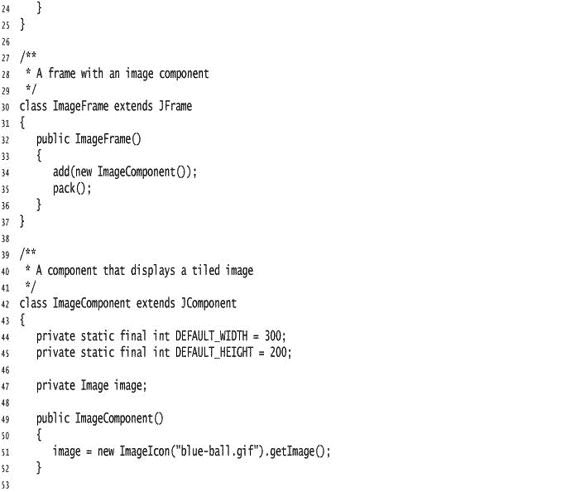 24    }
25 }
26
27 /**
28  * A frame with an image component
29  */
30 class ImageFrame extends JFrame
31 {
32    public ImageFrame()
33    {
34       add(new ImageComponent());
35       pack();
36    }
37 }
38
39 /**
40  * A component that displays a tiled image
41  */
42 class ImageComponent extends JComponent
43 {
44    private static final int DEFAULT_WIDTH = 300;
45    private static final int DEFAULT_HEIGHT = 200;
46
47    private Image image;
48
49    public ImageComponent()
50    {
51       image = new ImageIcon("blue-ball.gif").getImage();
52    }
53